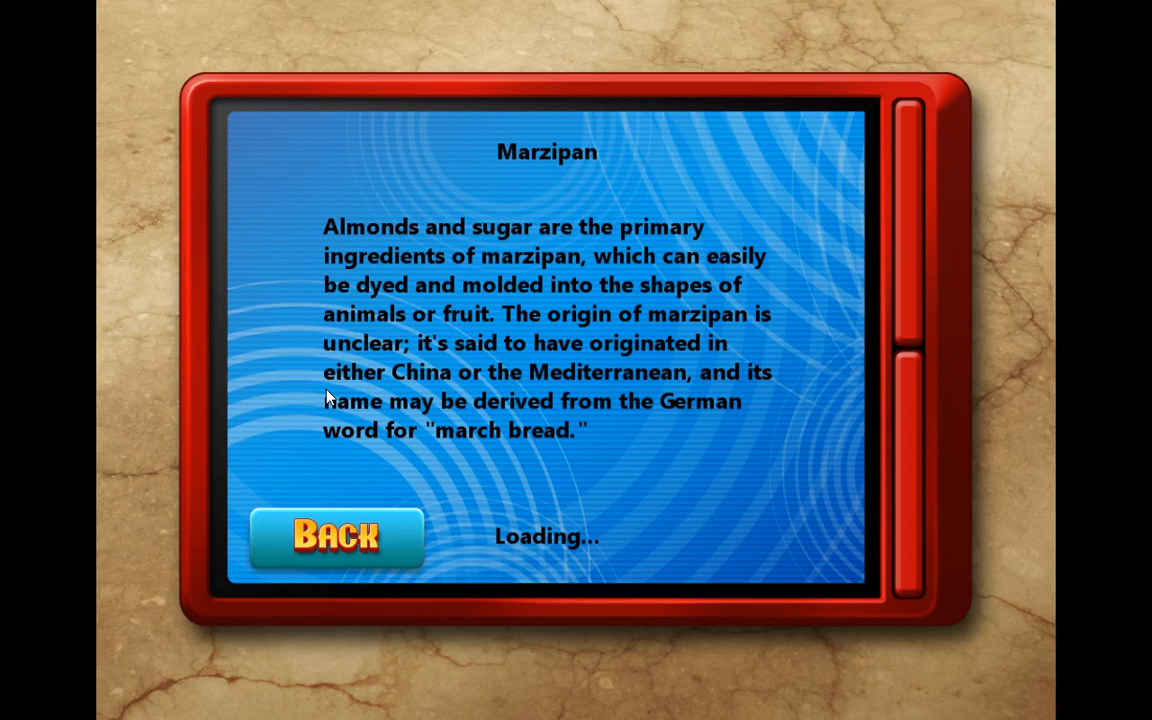 Marzipan
Almonds and sugar are the primary
ingredients of marzipan, which can easily
be dyed and molded into the shapes of
animals or fruit. The origin of marzipan is
unclear; it's said to have originated in
either China or the Mediterranean, and its
name may be derived from the German
word for "march bread."
BACK
Loading...